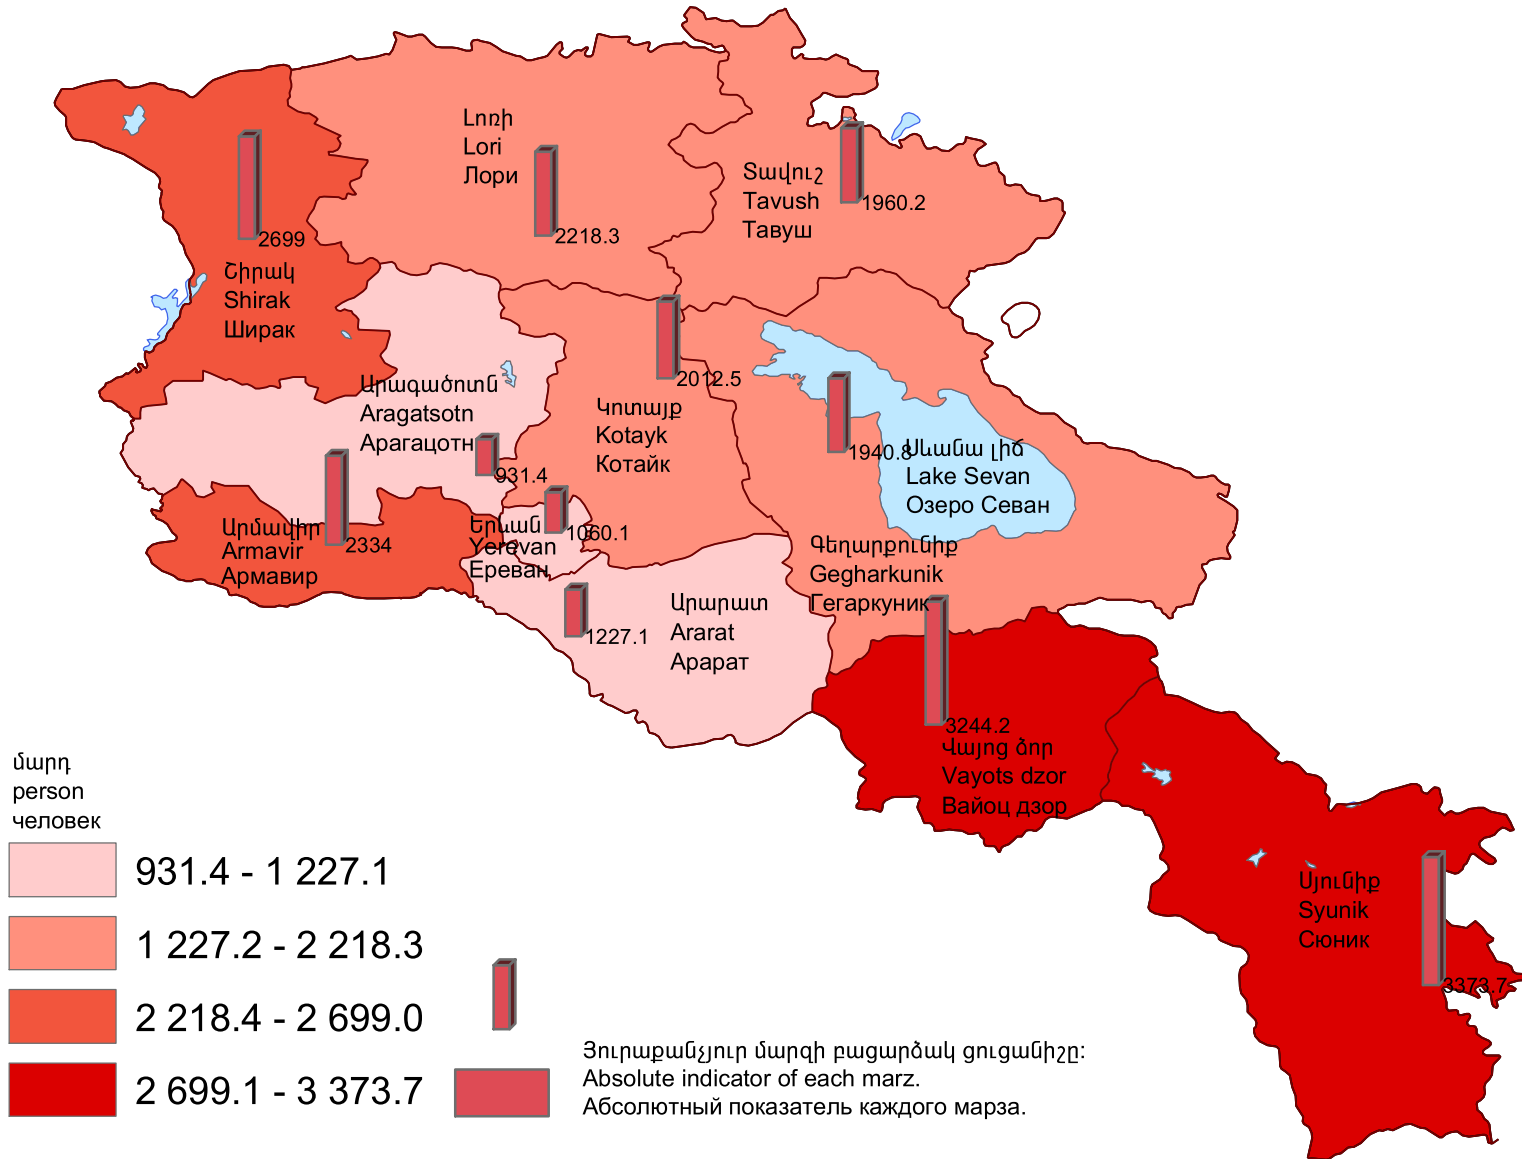 Լոռի
Lori
Лори
2218.3
Տավուշ
Tavush
Тавуш
1960.2
2699
Շիրակ
Shirak
Ширак
Արագածոտն
Aragatsotn
Арагацотн
931.4
2012.5
Կոտայք
Kotayk
Котайк
1940.8
Սևանա լիճ
Lake Sevan
Озеро Севан
Արմավիր
Armavir
Армавир
2334
Երևան
Yerevan
Ереван
1060.1
Գեղարքունիք
Gegharkunik
Гегаркуник
1227.1
Արարատ
Ararat
Арарат
3244.2
Վայոց ձոր
Vayots dzor
Вайоц дзор
Սյունիք
Syunik
Сюник
3373.7
մարդ
person
человек
931.4 - 1 227.1
1 227.2 - 2 218.3
2 218.4 - 2 699.0
2 699.1 - 3 373.7
Յուրաքանչյուր մարզի բացարձակ ցուցանիշը:
Absolute indicator of each marz.
Абсолютный показатель каждого марза.